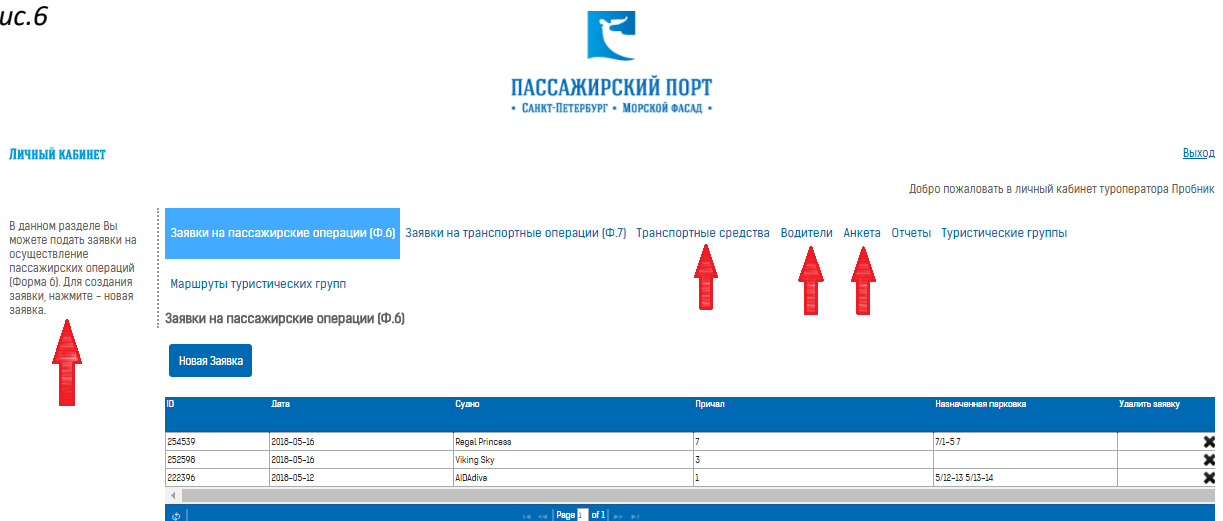 ис.6
ПАССАЖИРСКИЙ ПОРТ
• САНКТ-ПЕТЕРБУРГ • МОРСКОЙ ФАСАД •
Личный кабинет
Выход
Добро пожаловать в личный кабинет туроператора Пробник
В данном разделе Вы
можете подать заявки на
осуществление
пассажирских операций
(Форма 6). Для создания
заявки, нажмите – новая
заявка.
Заявки на пассажирские операции (Ф.6) Заявки на транспортные операции (Ф.7) Транспортные средства Водители Анкета Отчеты Туристические группы
Маршруты туристических групп
Заявки на пассажирские операции (Ф.6)
Новая Заявка
ID Дата Судно Причал Назначенная парковка Удалить заявку
254539 2018-05-16 Regal Princess 7 7/1-5 7
252598 2018-05-16 Viking Sky 3
222396 2018-05-12 AIDAdiva 1 5/12-13 5/13-14
Page 1 of 1